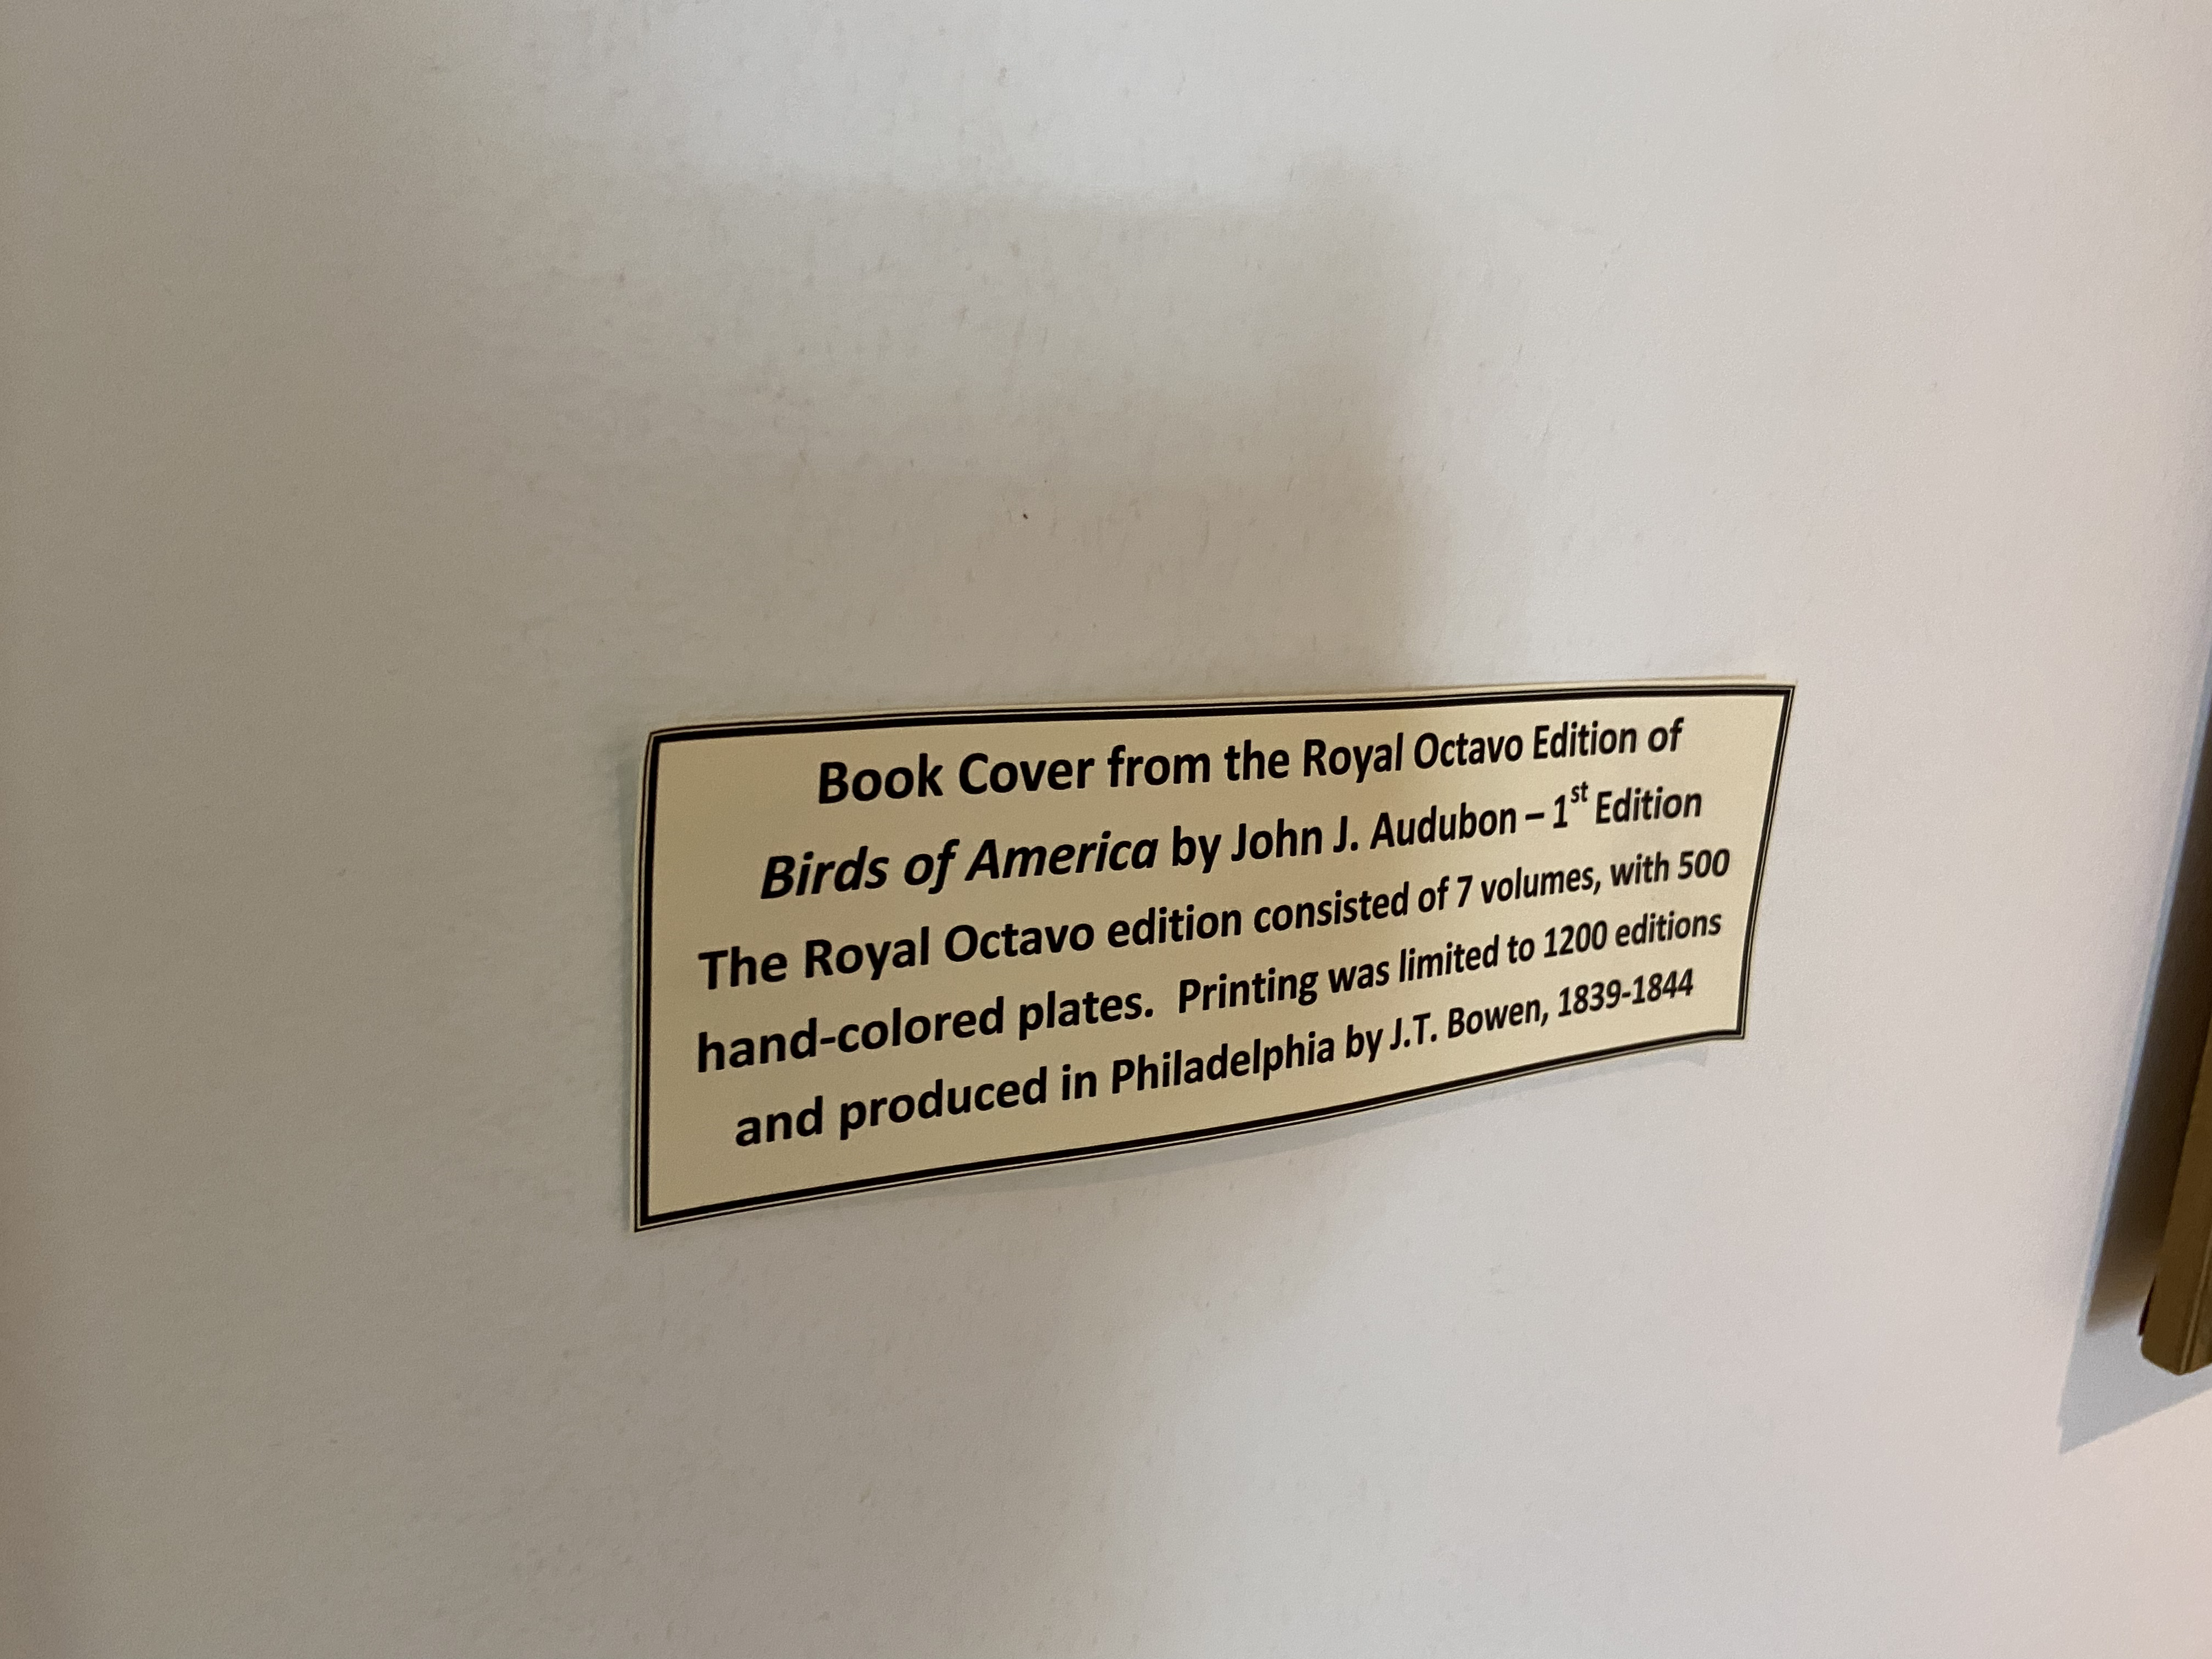 Book Cover from the Royal Octavo Edition of
Birds of America by John J. Audubon – 1st Edition
The Royal Octavo edition consisted of 7 volumes, with 500
hand-colored plates. Printing was limited to 1200 editions
and produced in Philadelphia by J.T. Bowen, 1839-1844